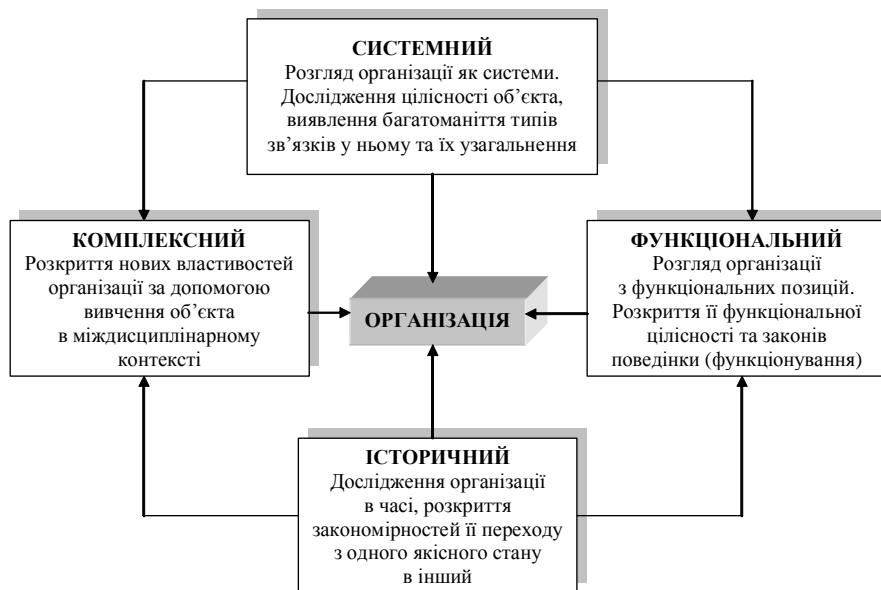 СИСТЕМНИЙ
Розгляд організації як системи.
Дослідження цілісності об’єкта,
виявлення багатоманіття типів
зв’язків у ньому та їх узагальнення
КОМПЛЕКСНИЙ
Розкриття нових властивостей
організації за допомогою
вивчення об’єкта
в міждисциплінарному
контексті
ОРГАНІЗАЦІЯ
ФУНКЦІОНАЛЬНИЙ
Розгляд організації
з функціональних позицій.
Розкриття її функціональної
цілісності та законів
поведінки (функціонування)
ІСТОРИЧНИЙ
Дослідження організації
в часі, розкриття
закономірностей її переходу
з одного якісного стану
в інший